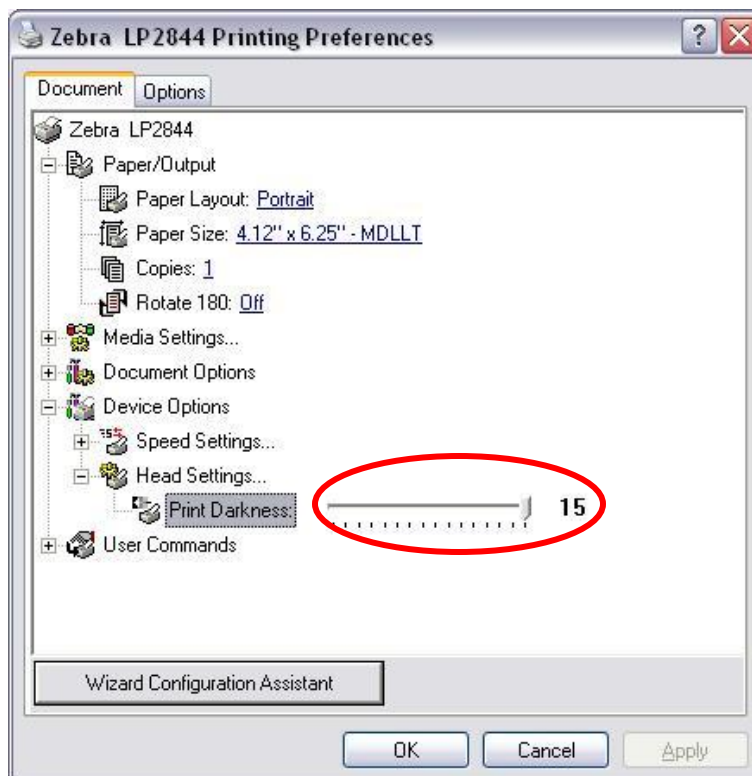 Zebra LP2844 Printing Preferences
Document Options
Zebra LP2844
Paper/Output
Paper Layout: Portrait
Paper Size: 4.12" x 6.25" - MDLLT
Copies: 1
Rotate 180: Off
Media Settings...
Document Options
Device Options
Speed Settings...
Head Settings...
Print Darkness: 15
User Commands
Wizard Configuration Assistant
OK Cancel Apply